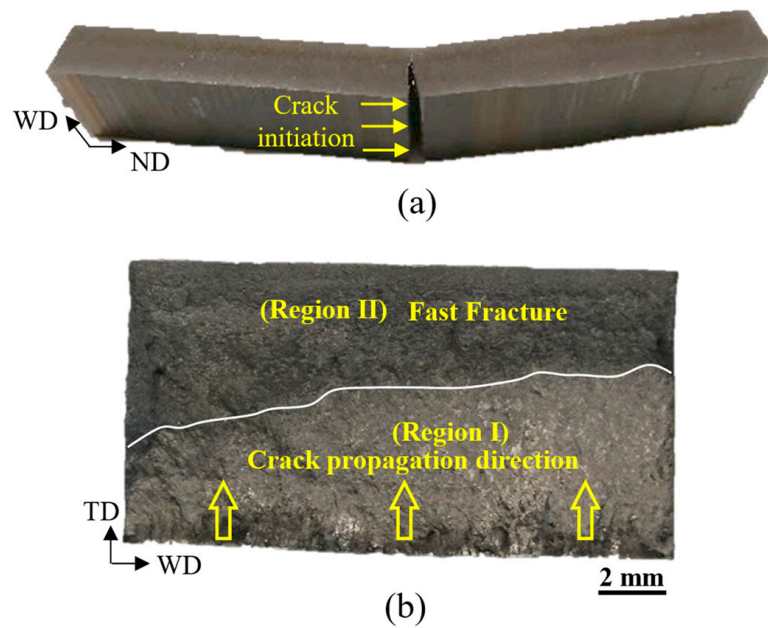 Crack
initiation
WD
ND
(a)
(Region II) Fast Fracture
(Region I)
Crack propagation direction
TD
WD
2 mm
(b)